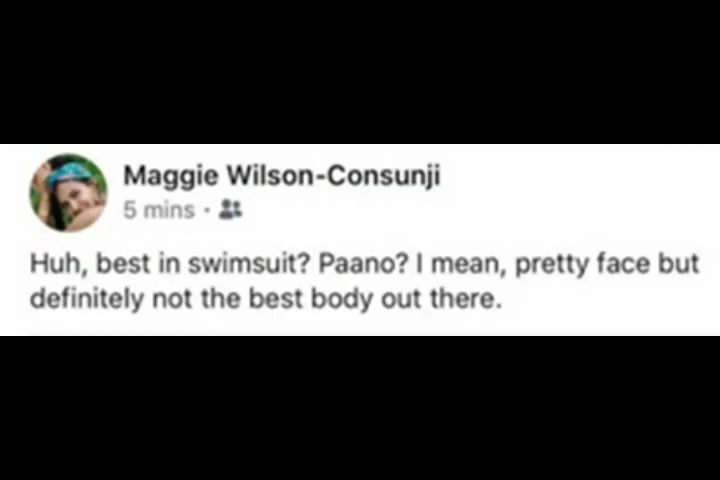 Maggie Wilson-Consunji
5 mins ·
Huh, best in swimsuit? Paano? I mean, pretty face but
definitely not the best body out there.